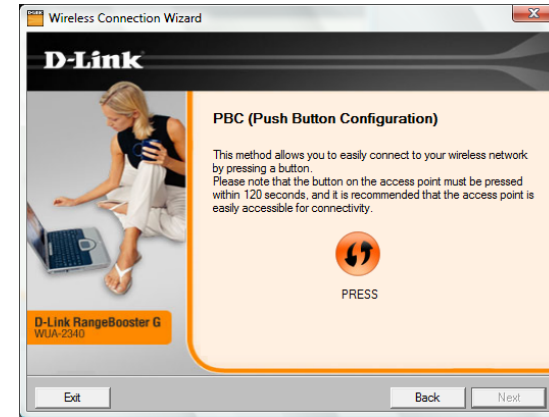 Wireless Connection Wizard
D-Link
PBC (Push Button Configuration)
This method allows you to easily connect to your wireless network
by pressing a button.
Please note that the button on the access point must be pressed
within 120 seconds, and it is recommended that the access point is
easily accessible for connectivity.
PRESS
D-Link RangeBooster G
WUA-2340
Exit
Back
Next